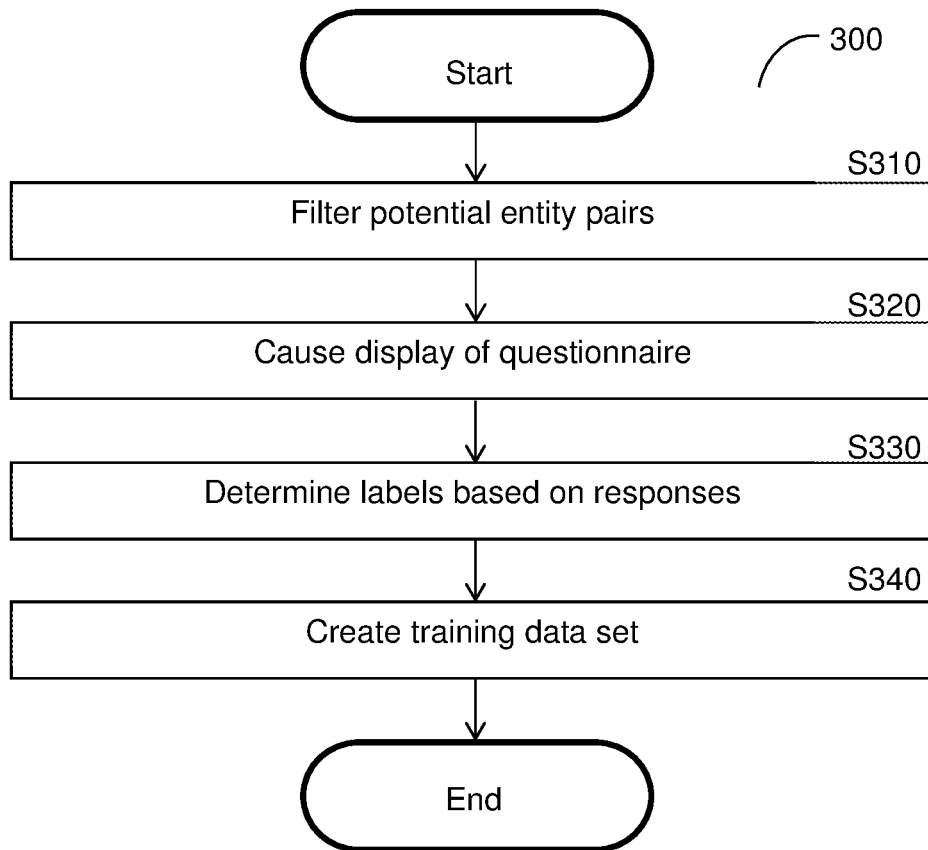 Start
300
S310
Filter potential entity pairs
S320
Cause display of questionnaire
S330
Determine labels based on responses
S340
Create training data set
End